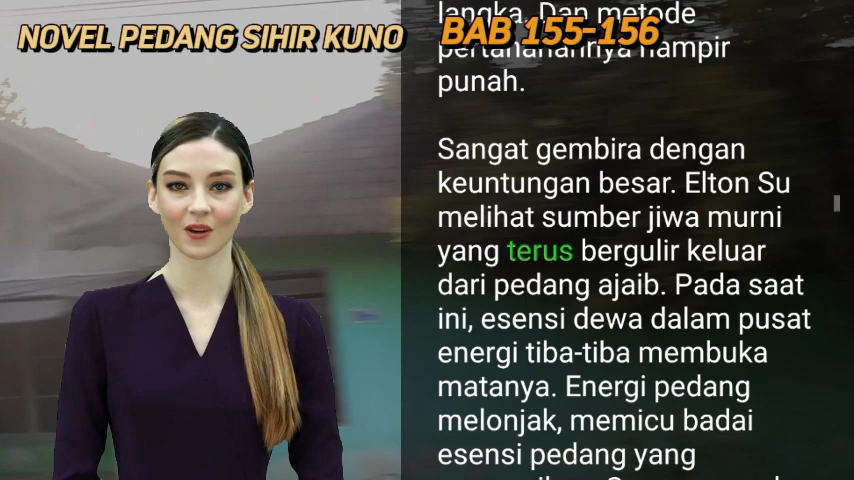 NOVEL PEDANG SIHIR KUNO
BAB 155-156
langka. Dan metode
pertahanannya hampir
punah.
Sangat gembira dengan
keuntungan besar. Elton Su
melihat sumber jiwa murni
yang terus bergulir keluar
dari pedang ajaib. Pada saat
ini, esensi dewa dalam pusat
energi tiba-tiba membuka
matanya. Energi pedang
melonjak, memicu badai
esensi pedang yang